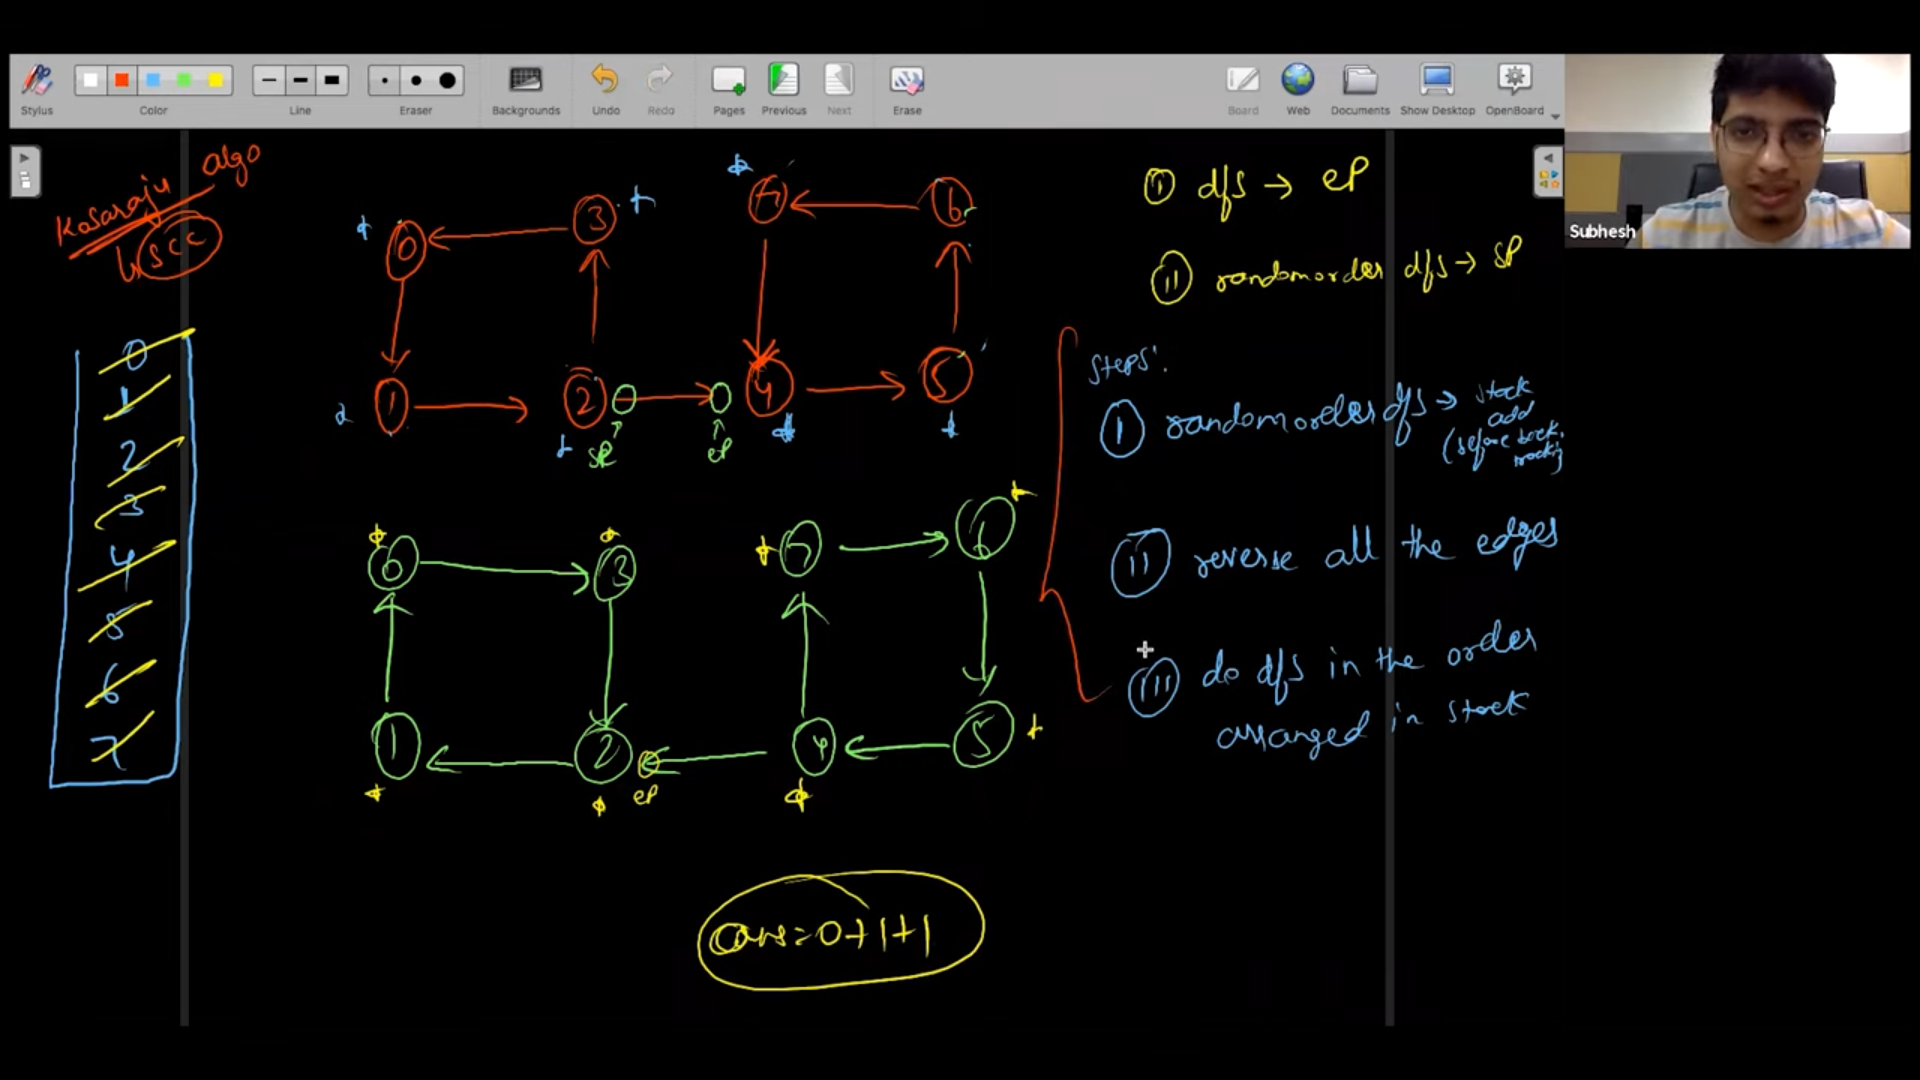 Stylus
Color
Line
Eraser
Backgrounds
Undo
Redo
Pages
Previous
Next
Erase
Board
Web
Documents
Show Desktop
OpenBoard
Subhesh
Kosaraju algo
SCC
0
1
2
3
4
5
6
7
0
3
7
6
1
2
4
5
SP
eP
0
3
7
6
1
2
eP
4
5
ans = 0+1+1
I dfs → eP
II randomorder dfs → SP
Steps:
I randomorder dfs → stack
add
(before back
tracking)
II reverse all the edges
III do dfs in the order
arranged in stack